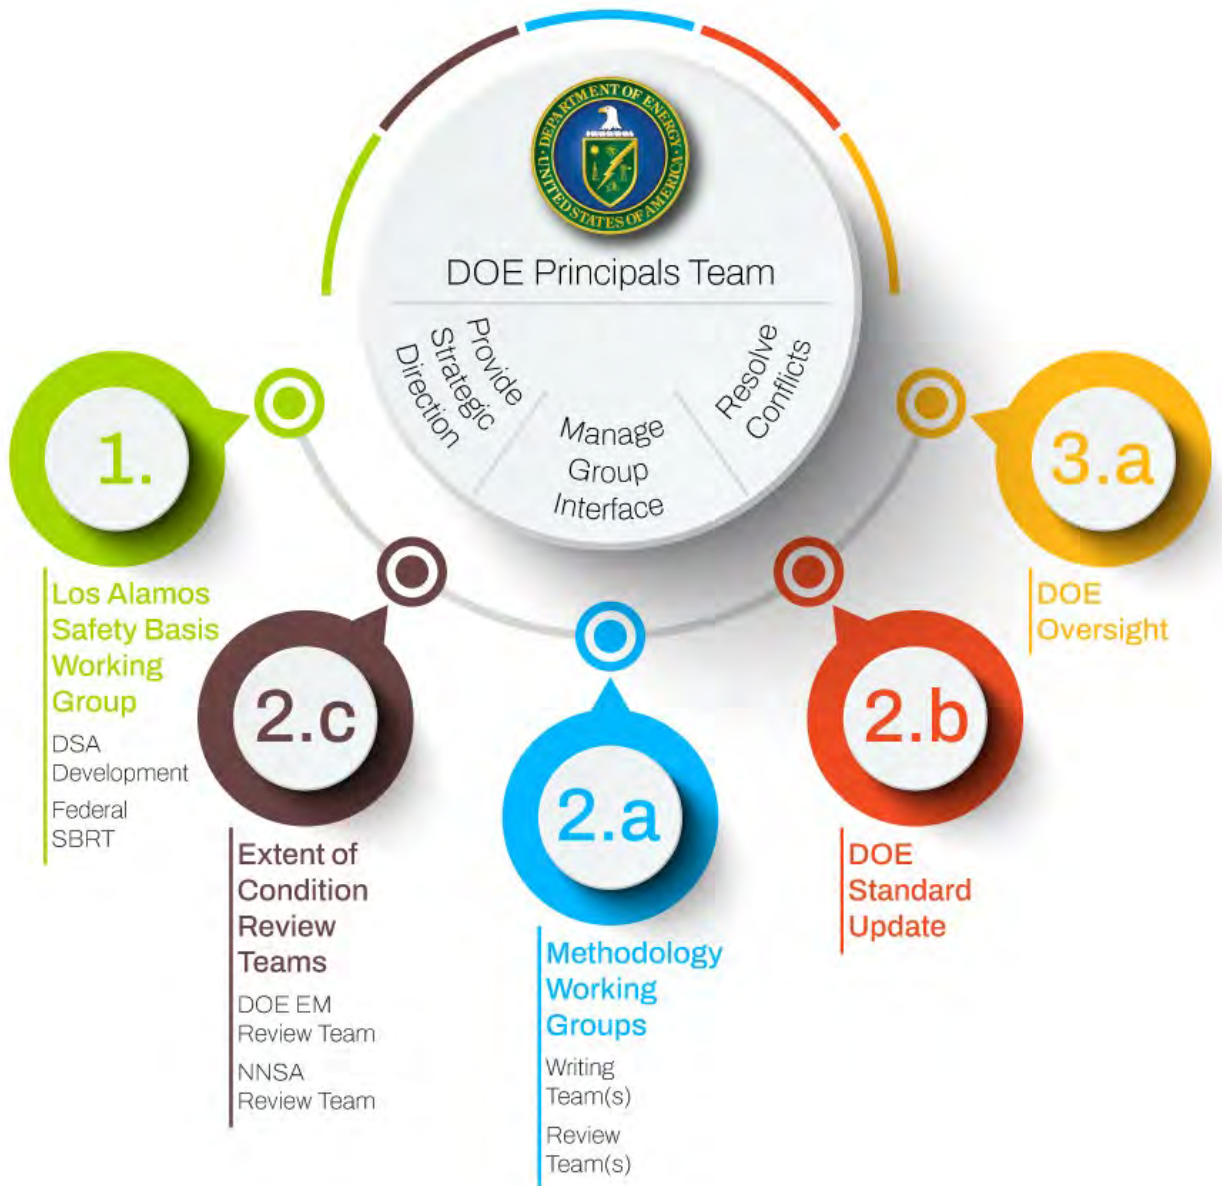 DEPARTMENT OF ENERGY
UNITED STATES OF AMERICA
DOE Principals Team
Provide
Strategic
Direction
Manage
Group
Interface
Resolve
Conflicts
1.
Los Alamos
Safety Basis
Working
Group
DSA
Development
Federal
SBRT
2.c
Extent of
Condition
Review
Teams
DOE EM
Review Team
NNSA
Review Team
2.a
Methodology
Working
Groups
Writing
Team(s)
Review
Team(s)
2.b
DOE
Standard
Update
3.a
DOE
Oversight